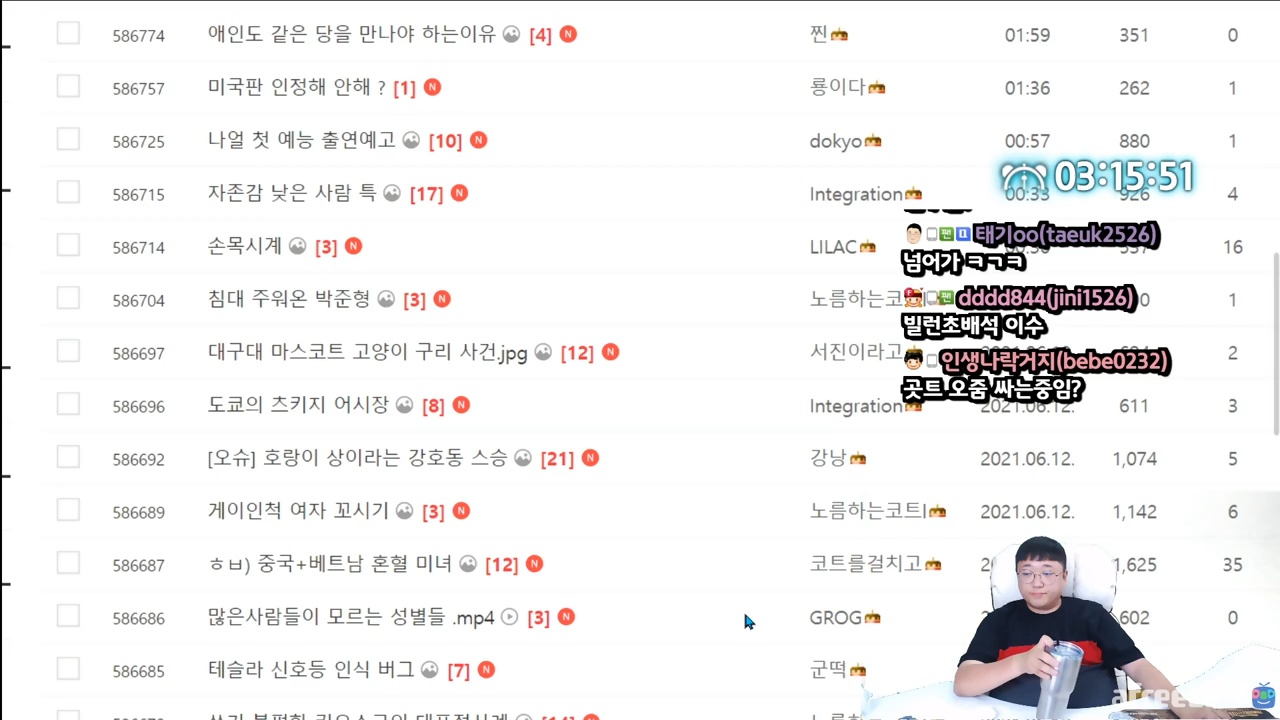 586774 애인도 같은 당을 만나야 하는이유 [4] N 찐 01:59 351 0
586757 미국판 인정해 안해 ? [1] N 룡이다 01:36 262 1
586725 나얼 첫 예능 출연예고 [10] N dokyo 00:57 880 1
03:15:51
586715 자존감 낮은 사람 특 [17] N Integration 00:33 926 4
태기oo(taeuk2526)
586714 손목시계 [3] N LILAC 16
넘어가 ㅋㄱㅋ
586704 침대 주워온 박준형 [3] N 노름하는코 1
dddd844(jini1526)
빌런초배석 이수
586697 대구대 마스코트 고양이 구리 사건.jpg [12] N 서진이라고 2
인생나락거지(bebe0232)
곳트 오줌 싸는중임?
586696 도쿄의 츠키지 어시장 [8] N Integration 2021.06.12. 611 3
586692 [오슈] 호랑이 상이라는 강호동 스승 [21] N 강낭 2021.06.12. 1,074 5
586689 게이인척 여자 꼬시기 [3] N 노름하는코트 2021.06.12. 1,142 6
586687 ㅎㅂ) 중국+베트남 혼혈 미녀 [12] N 코트를걸치고 1,625 35
586686 많은사람들이 모르는 성별들 .mp4 [3] N GROG 602 0
586685 테슬라 신호등 인식 버그 [7] N 군떡